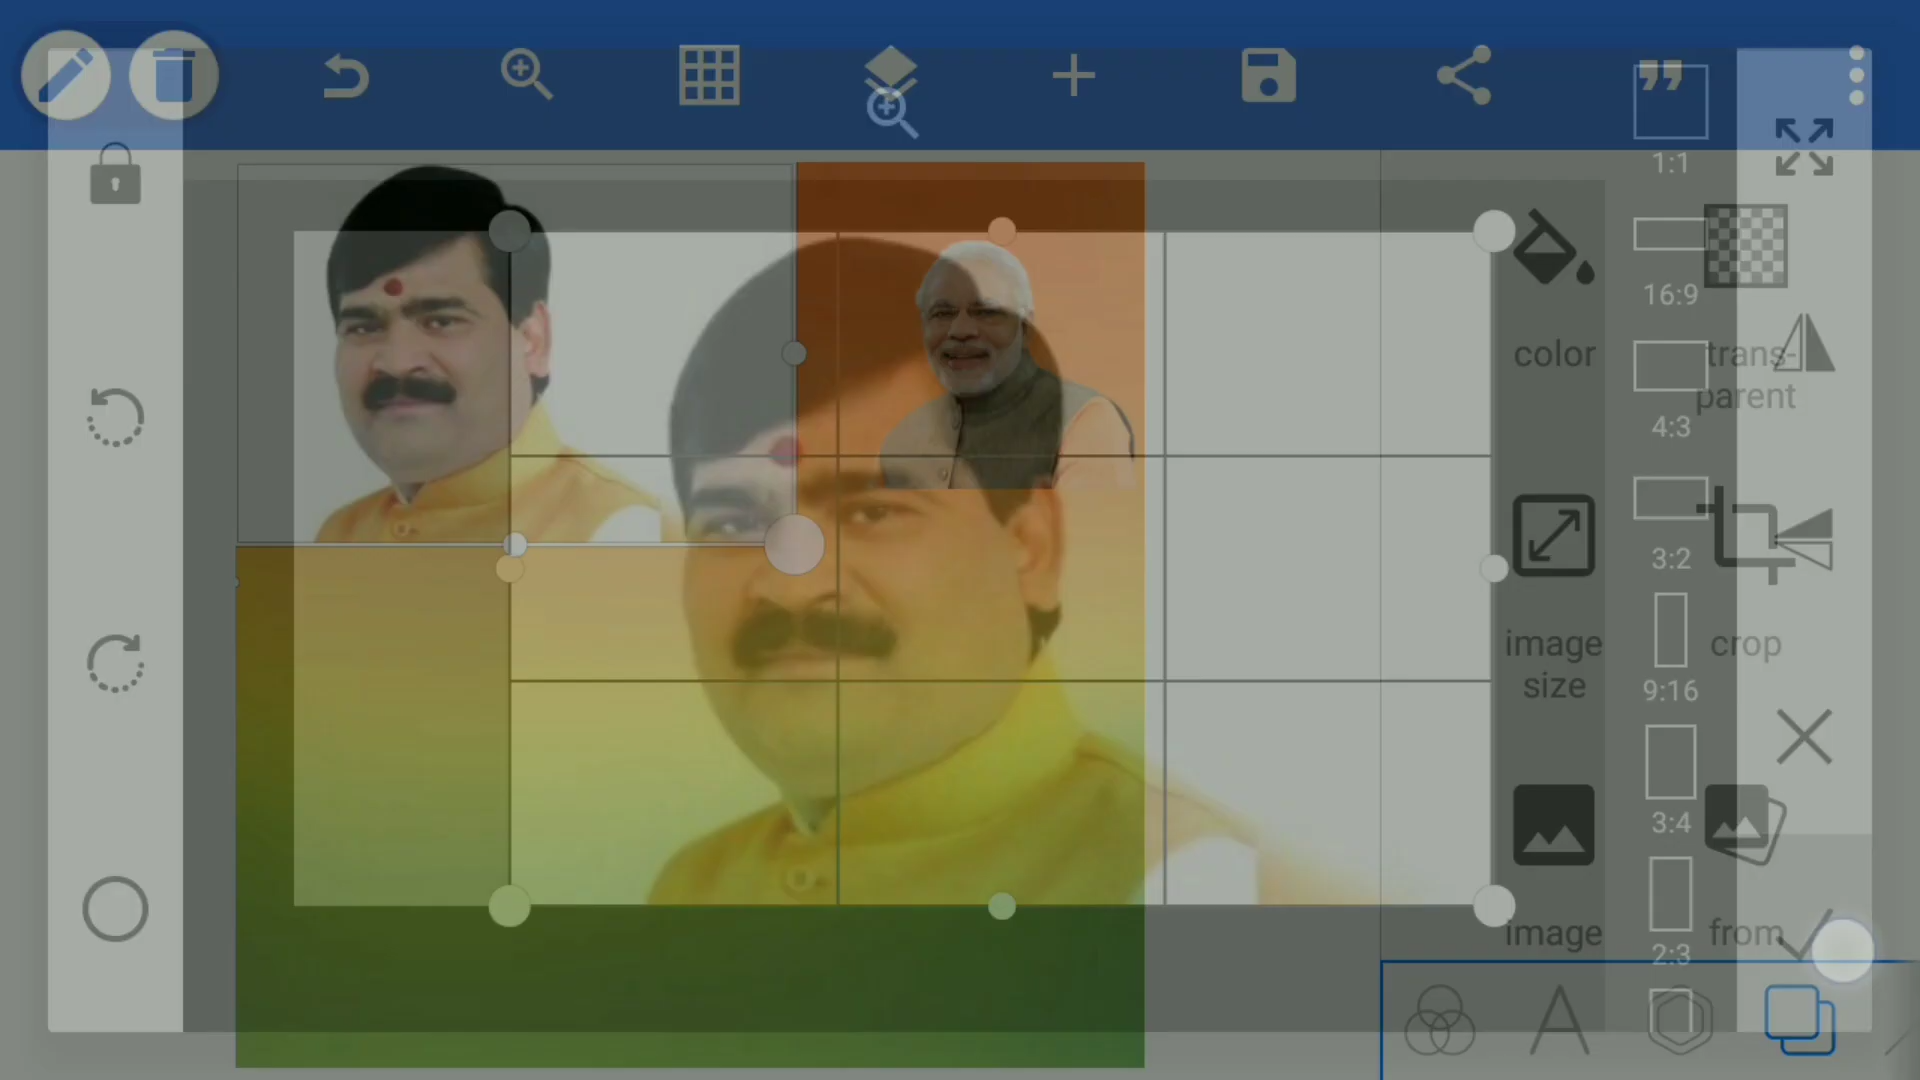 1:1
16:9
color
trans-
parent
4:3
3:2
image
size
crop
9:16
3:4
image
from
2:3